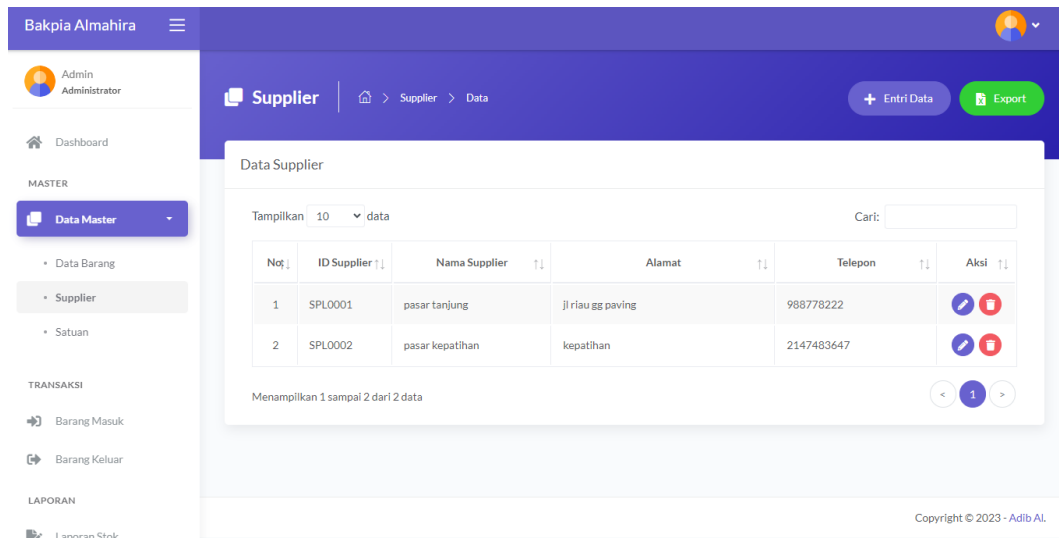 Bakpia Almahira
Admin
Administrator
Dashboard
MASTER
Data Master
Data Barang
Supplier
Satuan
TRANSAKSI
Barang Masuk
Barang Keluar
LAPORAN
Laporan Stok
Supplier
> Supplier > Data
+ Entri Data
Export
Data Supplier
Tampilkan 10 data
Cari:
No. ID Supplier Nama Supplier Alamat Telepon Aksi
1 SPL0001 pasar tanjung jl riau gg paving 988778222
2 SPL0002 pasar kepatihan kepatihan 2147483647
Menampilkan 1 sampai 2 dari 2 data
< 1 >
Copyright © 2023 - Adib Al.